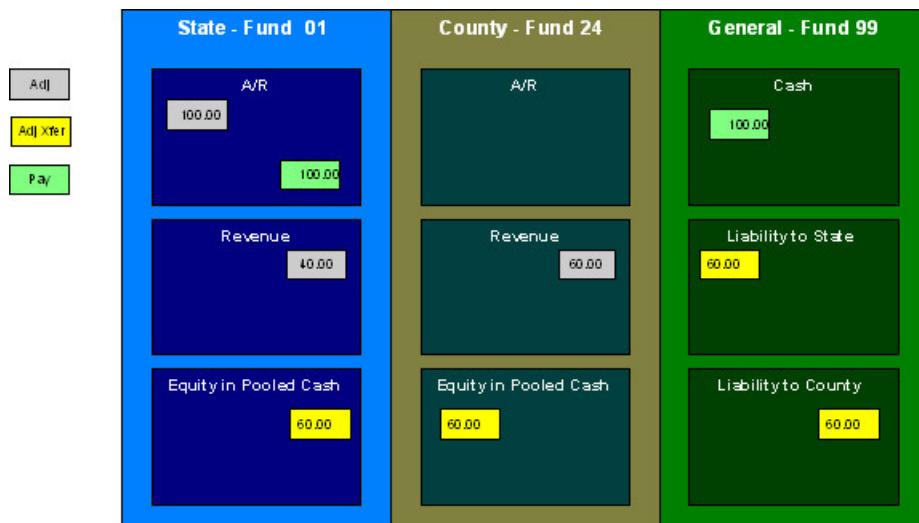 State - Fund 01
County - Fund 24
General - Fund 99
Adj
Adj Xfer
Pay
A/R
100.00
100.00
A/R
Cash
100.00
Revenue
40.00
Revenue
60.00
Liability to State
60.00
Equity in Pooled Cash
60.00
Equity in Pooled Cash
60.00
Liability to County
60.00